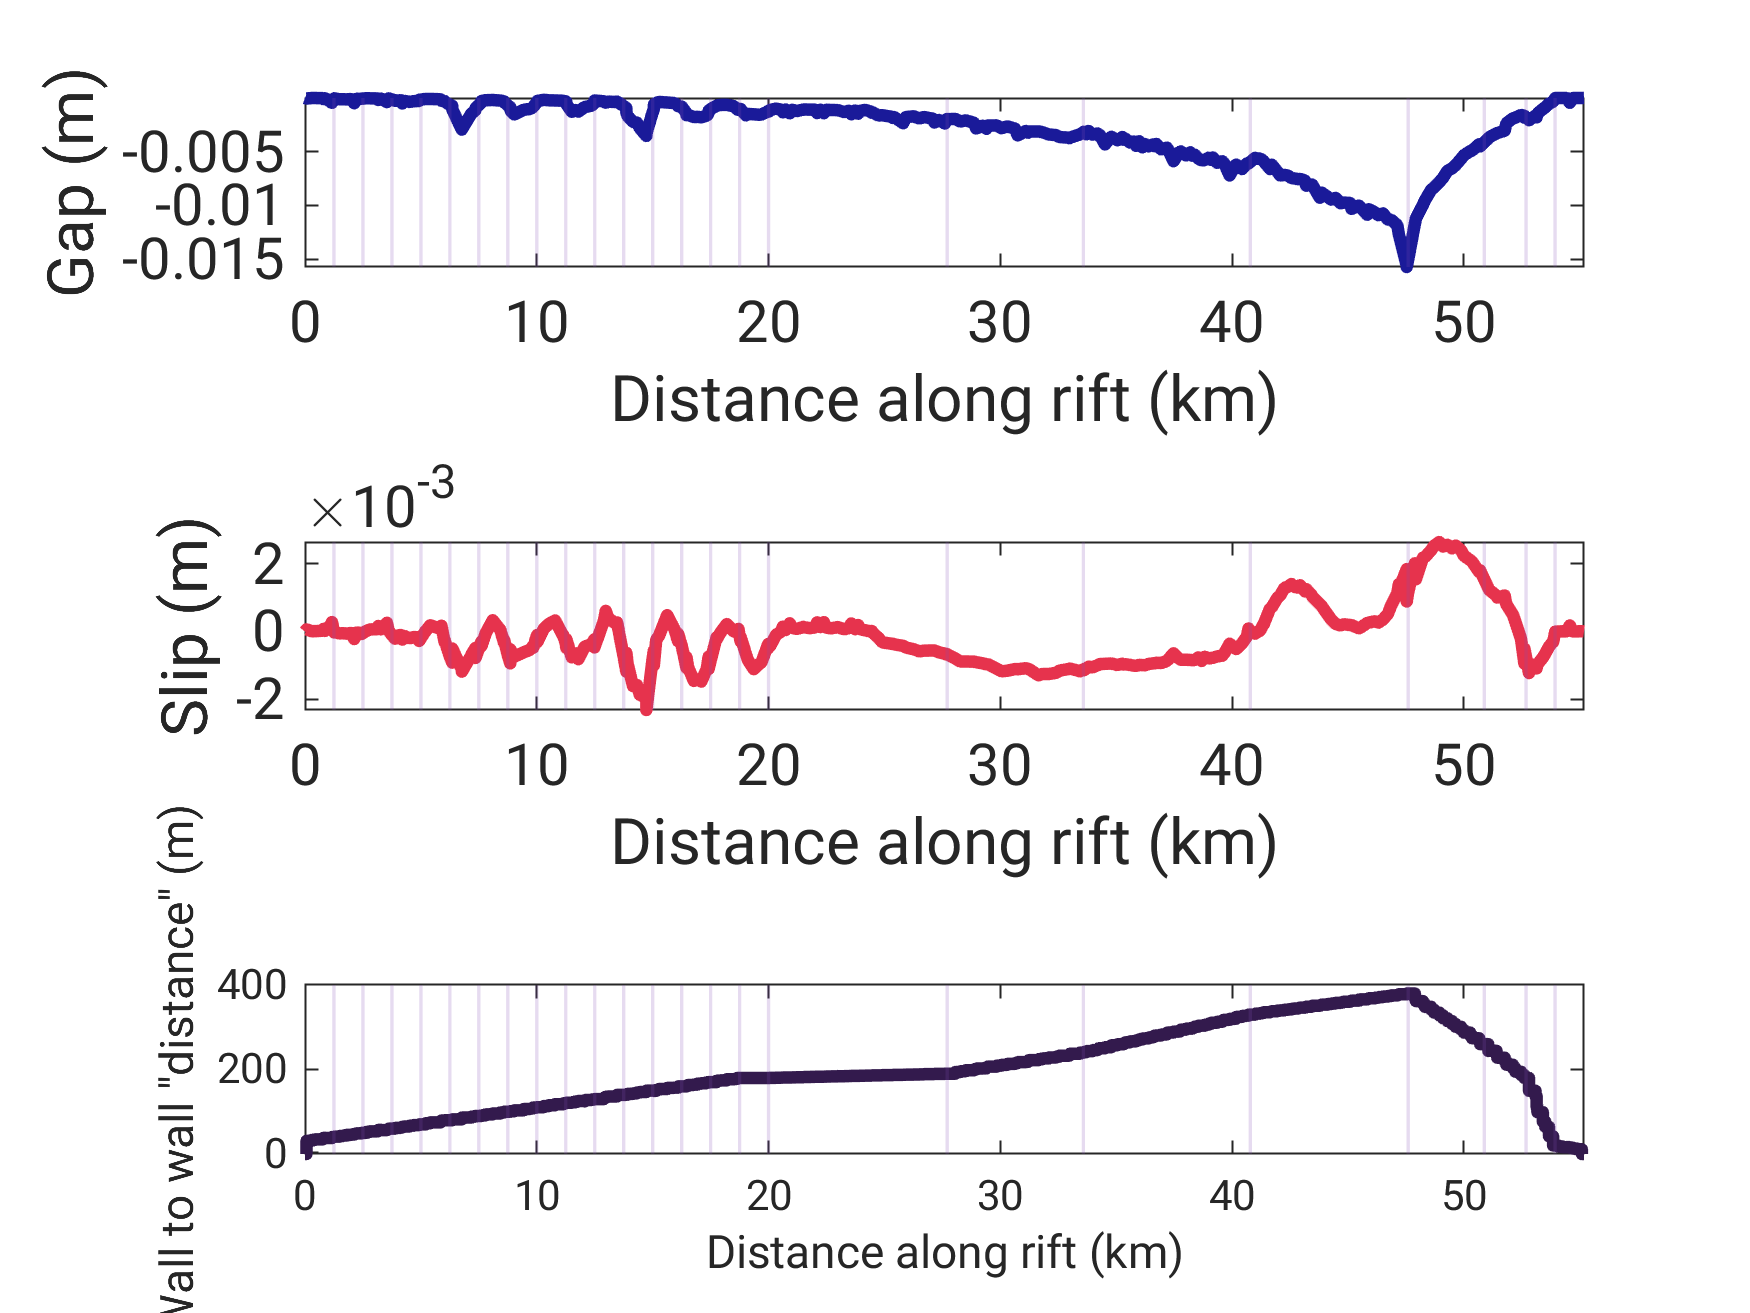 Gap (m)
-0.005
-0.01
-0.015
0 10 20 30 40 50
Distance along rift (km)
×10-3
Slip (m)
2
0
-2
0 10 20 30 40 50
Distance along rift (km)
Wall to wall "distance" (m)
400
200
0
0 10 20 30 40 50
Distance along rift (km)